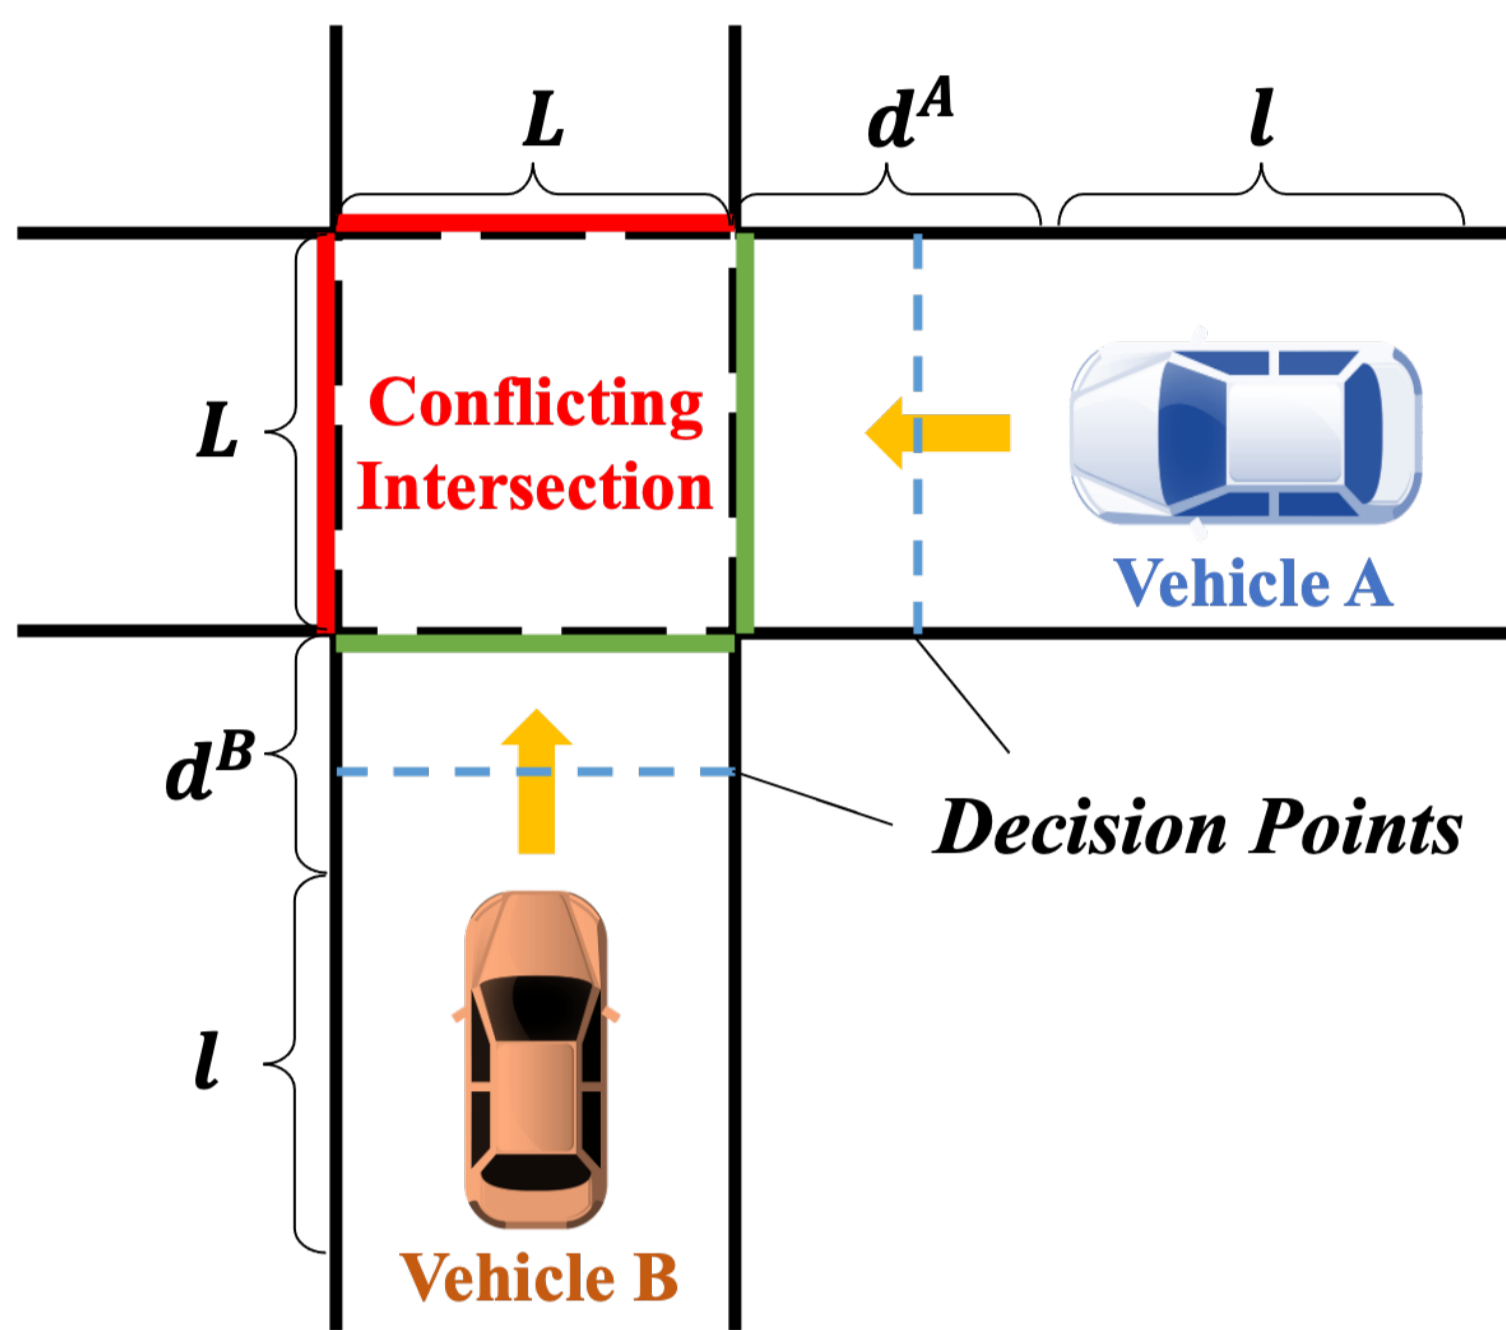 L
d^A
l
L
Conflicting
Intersection
Vehicle A
d^B
Decision Points
l
Vehicle B